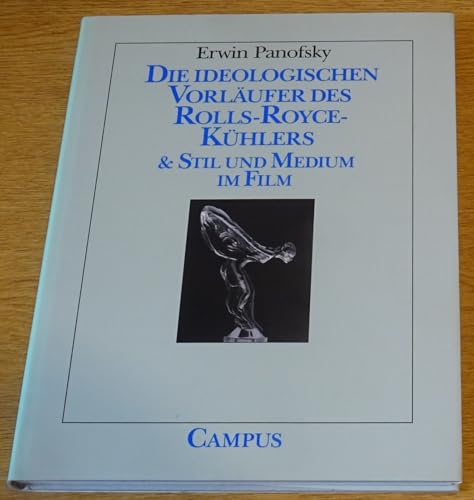 Erwin Panofsky
DIE IDEOLOGISCHEN
VORLÄUFER DES
ROLLS-ROYCE-
KÜHLERS
& STIL UND MEDIUM
IM FILM
CAMPUS